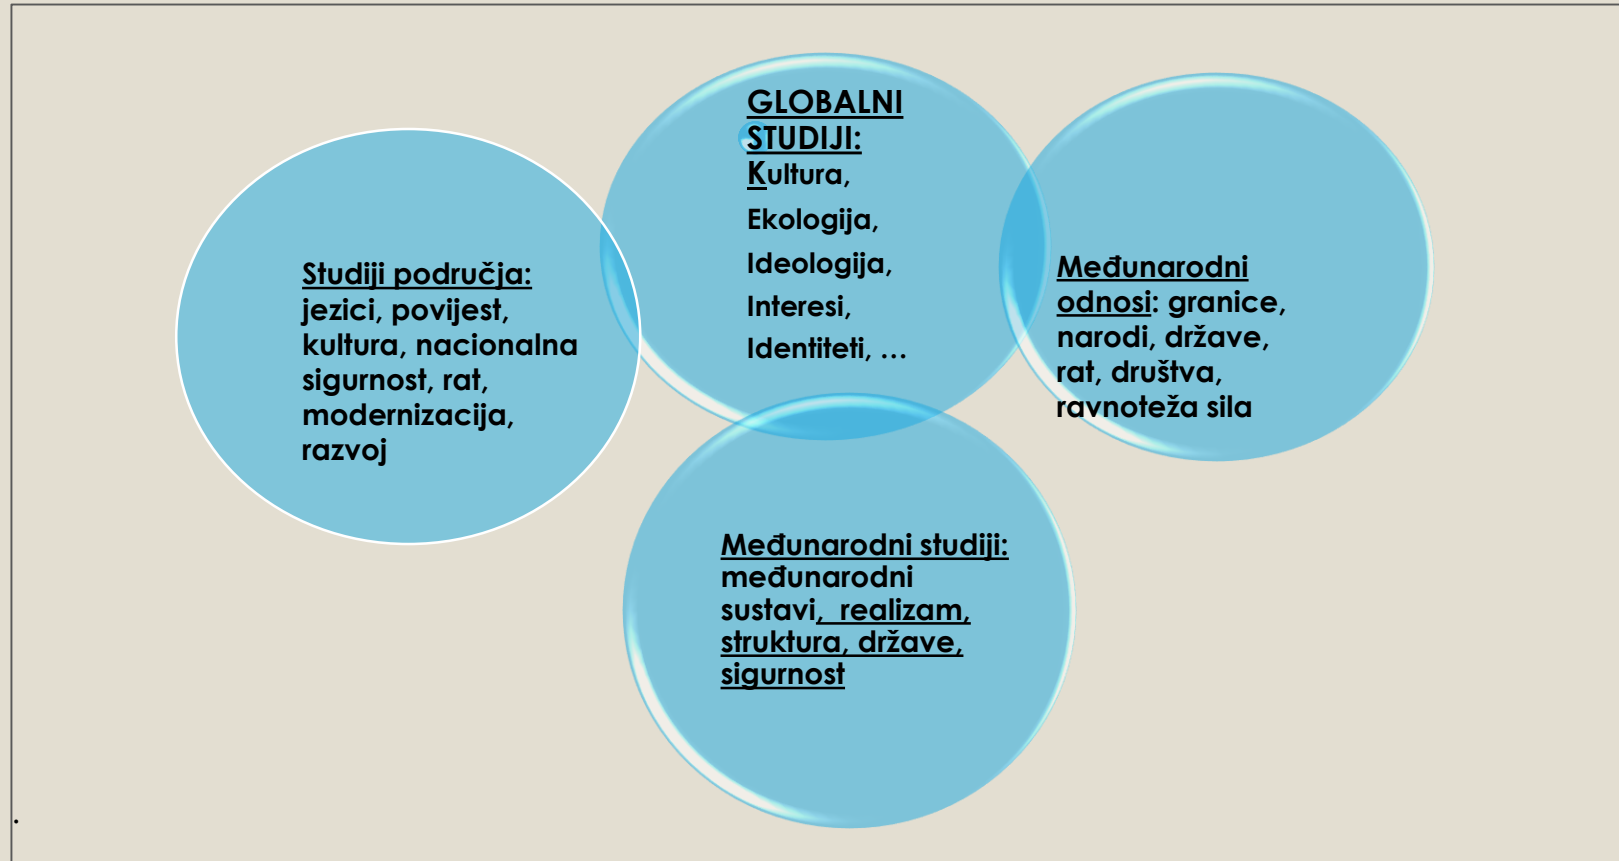 GLOBALNI
STUDIJI:
Kultura,
Ekologija,
Ideologija,
Interesi,
Identiteti, …
Studiji područja:
jezici, povijest,
kultura, nacionalna
sigurnost, rat,
modernizacija,
razvoj
Međunarodni
odnosi: granice,
narodi, države,
rat, društva,
ravnoteža sila
Međunarodni studiji:
međunarodni
sustavi,  realizam,
struktura, države,
sigurnost
.